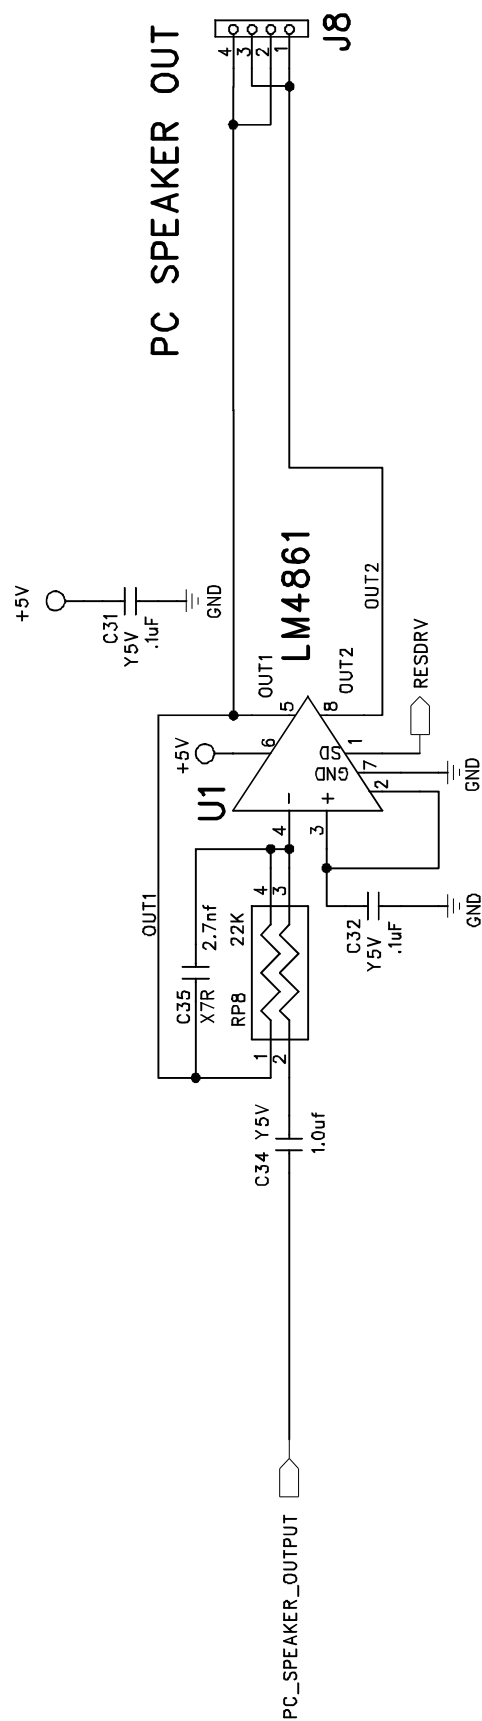 PC SPEAKER OUT
J8
4
3
2
1
+5V
C31
Y5V
.1uF
GND
LM4861
OUT1
OUT2
OUT2
RESDRV
+5V
U1
5
6
8
1
7
2
SD
GND
-
+
4
3
GND
OUT1
C35
X7R
2.7nf
22K
RP8
4
3
1
2
C32
Y5V
.1uF
GND
C34 Y5V
1.0uf
PC_SPEAKER_OUTPUT